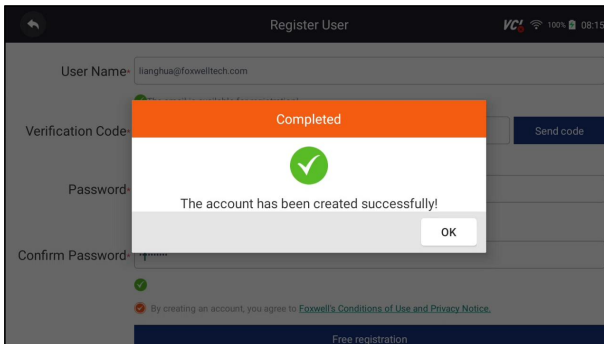 Register User
VCI
100%
08:15
User Name*
lianghua@foxwelltech.com
Completed
Verification Code*
Send code
The account has been created successfully!
Password*
OK
Confirm Password*
By creating an account, you agree to Foxwell's Conditions of Use and Privacy Notice.
Free registration